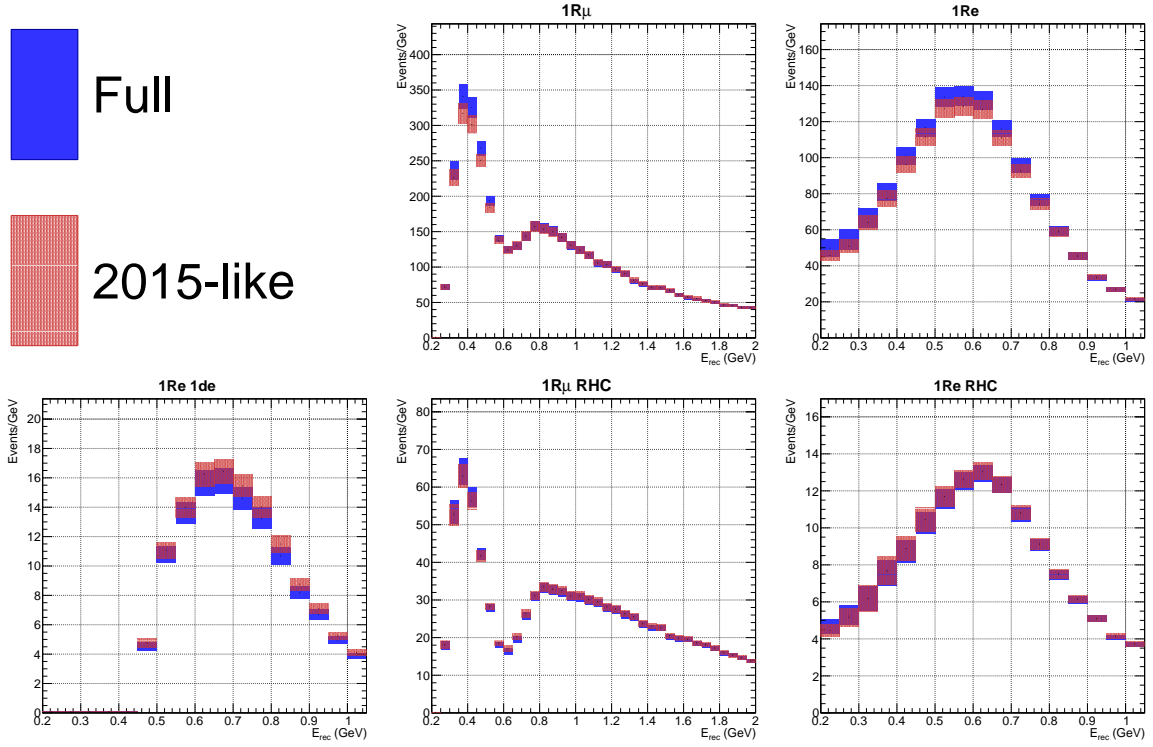 Full
2015-like
1Rμ
Events/GeV
0 50 100 150 200 250 300 350 400
0.2 0.4 0.6 0.8 1 1.2 1.4 1.6 1.8 2
E_rec (GeV)
1Re
Events/GeV
0 20 40 60 80 100 120 140 160
0.2 0.3 0.4 0.5 0.6 0.7 0.8 0.9 1
E_rec (GeV)
1Re 1de
Events/GeV
0 2 4 6 8 10 12 14 16 18 20
0.2 0.3 0.4 0.5 0.6 0.7 0.8 0.9 1
E_rec (GeV)
1Rμ RHC
Events/GeV
0 10 20 30 40 50 60 70 80
0.2 0.4 0.6 0.8 1 1.2 1.4 1.6 1.8 2
E_rec (GeV)
1Re RHC
Events/GeV
0 2 4 6 8 10 12 14 16
0.2 0.3 0.4 0.5 0.6 0.7 0.8 0.9 1
E_rec (GeV)